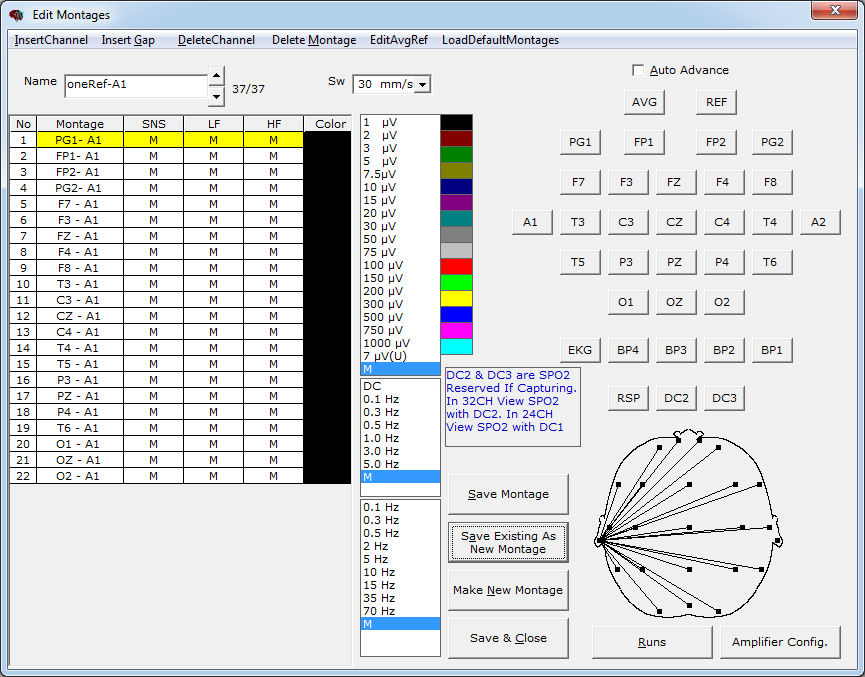 Edit Montages
InsertChannel Insert Gap DeleteChannel Delete Montage EditAvgRef LoadDefaultMontages
Name oneRef-A1 37/37 Sw 30 mm/s
Auto Advance
AVG REF
PG1 FP1 FP2 PG2
F7 F3 FZ F4 F8
A1 T3 C3 CZ C4 T4 A2
T5 P3 PZ P4 T6
O1 OZ O2
EKG BP4 BP3 BP2 BP1
RSP DC2 DC3
No Montage SNS LF HF Color
1 PG1- A1 M M M
2 FP1- A1 M M M
3 FP2- A1 M M M
4 PG2- A1 M M M
5 F7 - A1 M M M
6 F3 - A1 M M M
7 FZ - A1 M M M
8 F4 - A1 M M M
9 F8 - A1 M M M
10 T3 - A1 M M M
11 C3 - A1 M M M
12 CZ - A1 M M M
13 C4 - A1 M M M
14 T4 - A1 M M M
15 T5 - A1 M M M
16 P3 - A1 M M M
17 PZ - A1 M M M
18 P4 - A1 M M M
19 T6 - A1 M M M
20 O1 - A1 M M M
21 OZ - A1 M M M
22 O2 - A1 M M M
1 µV
2 µV
3 µV
5 µV
7.5µV
10 µV
15 µV
20 µV
30 µV
50 µV
75 µV
100 µV
150 µV
200 µV
300 µV
500 µV
750 µV
1000 µV
7 µV(U)
M
DC
0.1 Hz
0.3 Hz
0.5 Hz
1.0 Hz
3.0 Hz
5.0 Hz
M
0.1 Hz
0.3 Hz
0.5 Hz
2 Hz
5 Hz
10 Hz
15 Hz
35 Hz
70 Hz
M
DC2 & DC3 are SPO2
Reserved If Capturing.
In 32CH View SPO2
with DC2. In 24CH
View SPO2 with DC1
Save Montage
Save Existing As
New Montage
Make New Montage
Save & Close
Runs
Amplifier Config.